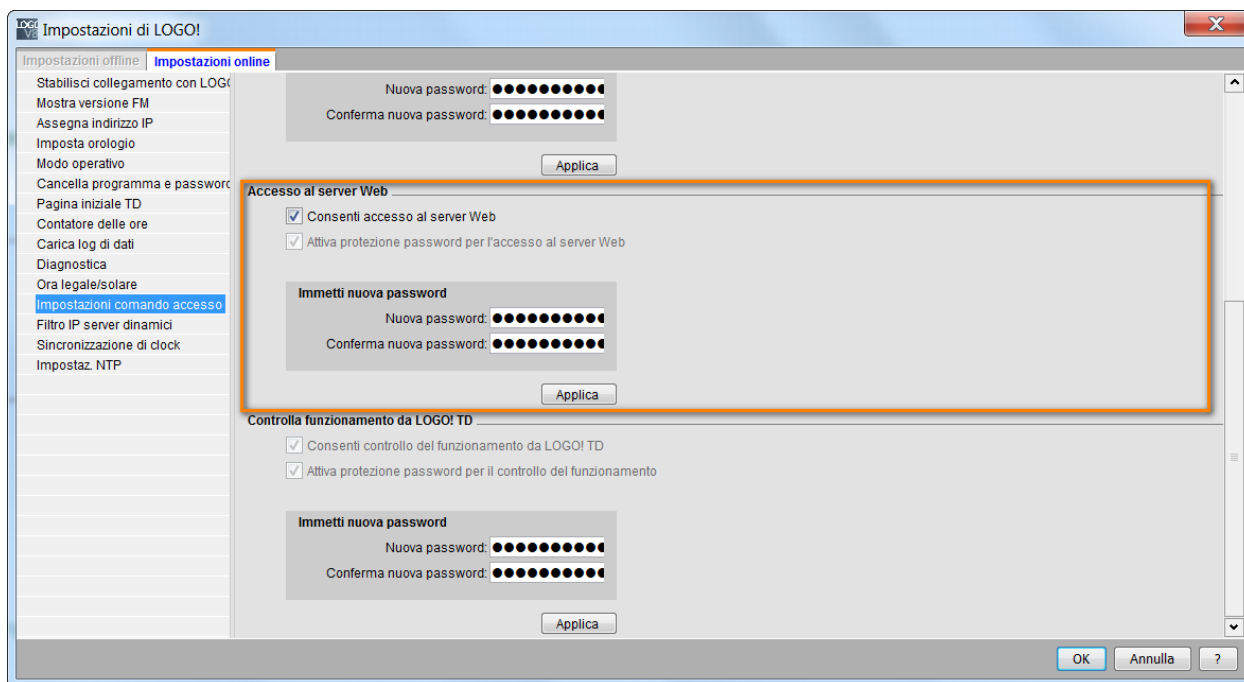 LOGO!
V8
Impostazioni di LOGO!
X
Impostazioni offline
Impostazioni online
Stabilisci collegamento con LOGO
Mostra versione FM
Assegna indirizzo IP
Imposta orologio
Modo operativo
Cancella programma e password
Pagina iniziale TD
Contatore delle ore
Carica log di dati
Diagnostica
Ora legale/solare
Impostazioni comando accesso
Filtro IP server dinamici
Sincronizzazione di clock
Impostaz. NTP
Nuova password: ●●●●●●●●●●
Conferma nuova password: ●●●●●●●●●●
Applica
Accesso al server Web
Consenti accesso al server Web
Attiva protezione password per l'accesso al server Web
Immetti nuova password
Nuova password: ●●●●●●●●●●
Conferma nuova password: ●●●●●●●●●●
Applica
Controlla funzionamento da LOGO! TD
Consenti controllo del funzionamento da LOGO! TD
Attiva protezione password per il controllo del funzionamento
Immetti nuova password
Nuova password: ●●●●●●●●●●
Conferma nuova password: ●●●●●●●●●●
Applica
OK
Annulla
?